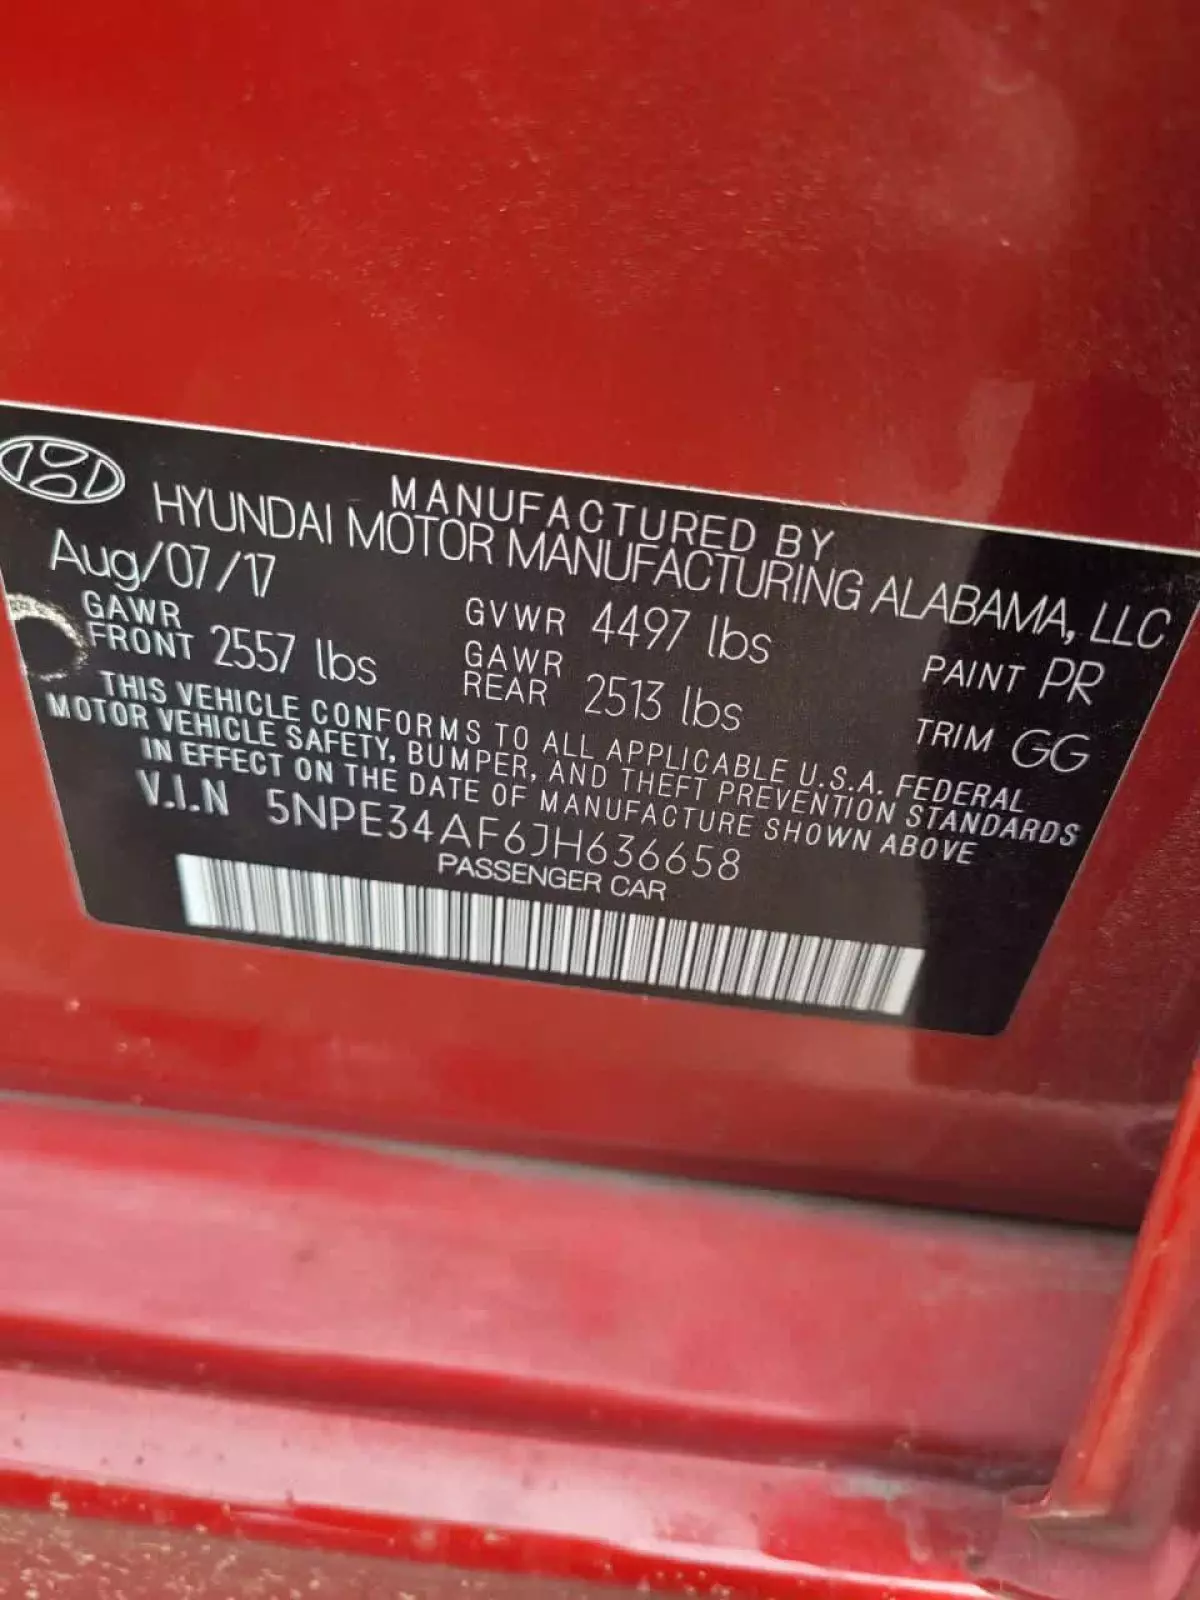 MANUFACTURED BY
HYUNDAI MOTOR MANUFACTURING ALABAMA, LLC
Aug/07/17
GVWR 4497 lbs
PAINT PR
GAWR FRONT 2557 lbs
GAWR REAR 2513 lbs
TRIM GG
THIS VEHICLE CONFORMS TO ALL APPLICABLE U.S.A. FEDERAL
MOTOR VEHICLE SAFETY, BUMPER, AND THEFT PREVENTION STANDARDS
IN EFFECT ON THE DATE OF MANUFACTURE SHOWN ABOVE
V.I.N 5NPE34AF6JH636658
PASSENGER CAR